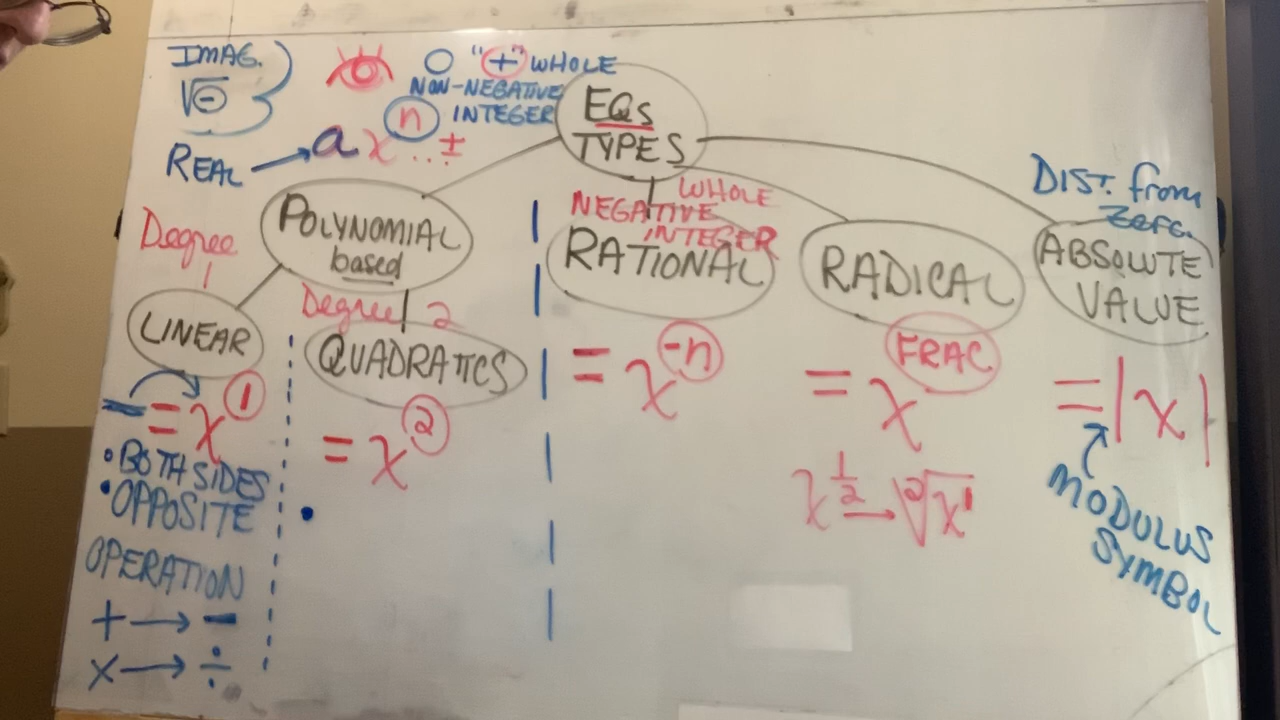 IMAG.
√-
REAL
0 "+" WHOLE
NON-NEGATIVE
INTEGER
a x^n ... ±
EQs
TYPES
POLYNOMIAL
based
WHOLE
NEGATIVE
INTEGER
RATIONAL
RADICAL
DIST. from
zero.
ABSOLUTE
VALUE
Degree
1
LINEAR
Degree 2
QUADRATICS
= x^1
• BOTH SIDES
• OPPOSITE
OPERATION
+ → -
× → ÷
= x^2
•
= x^-n
= x^FRAC
x^1/2 → ²√x^1
= |x|
MODULUS
SYMBOL